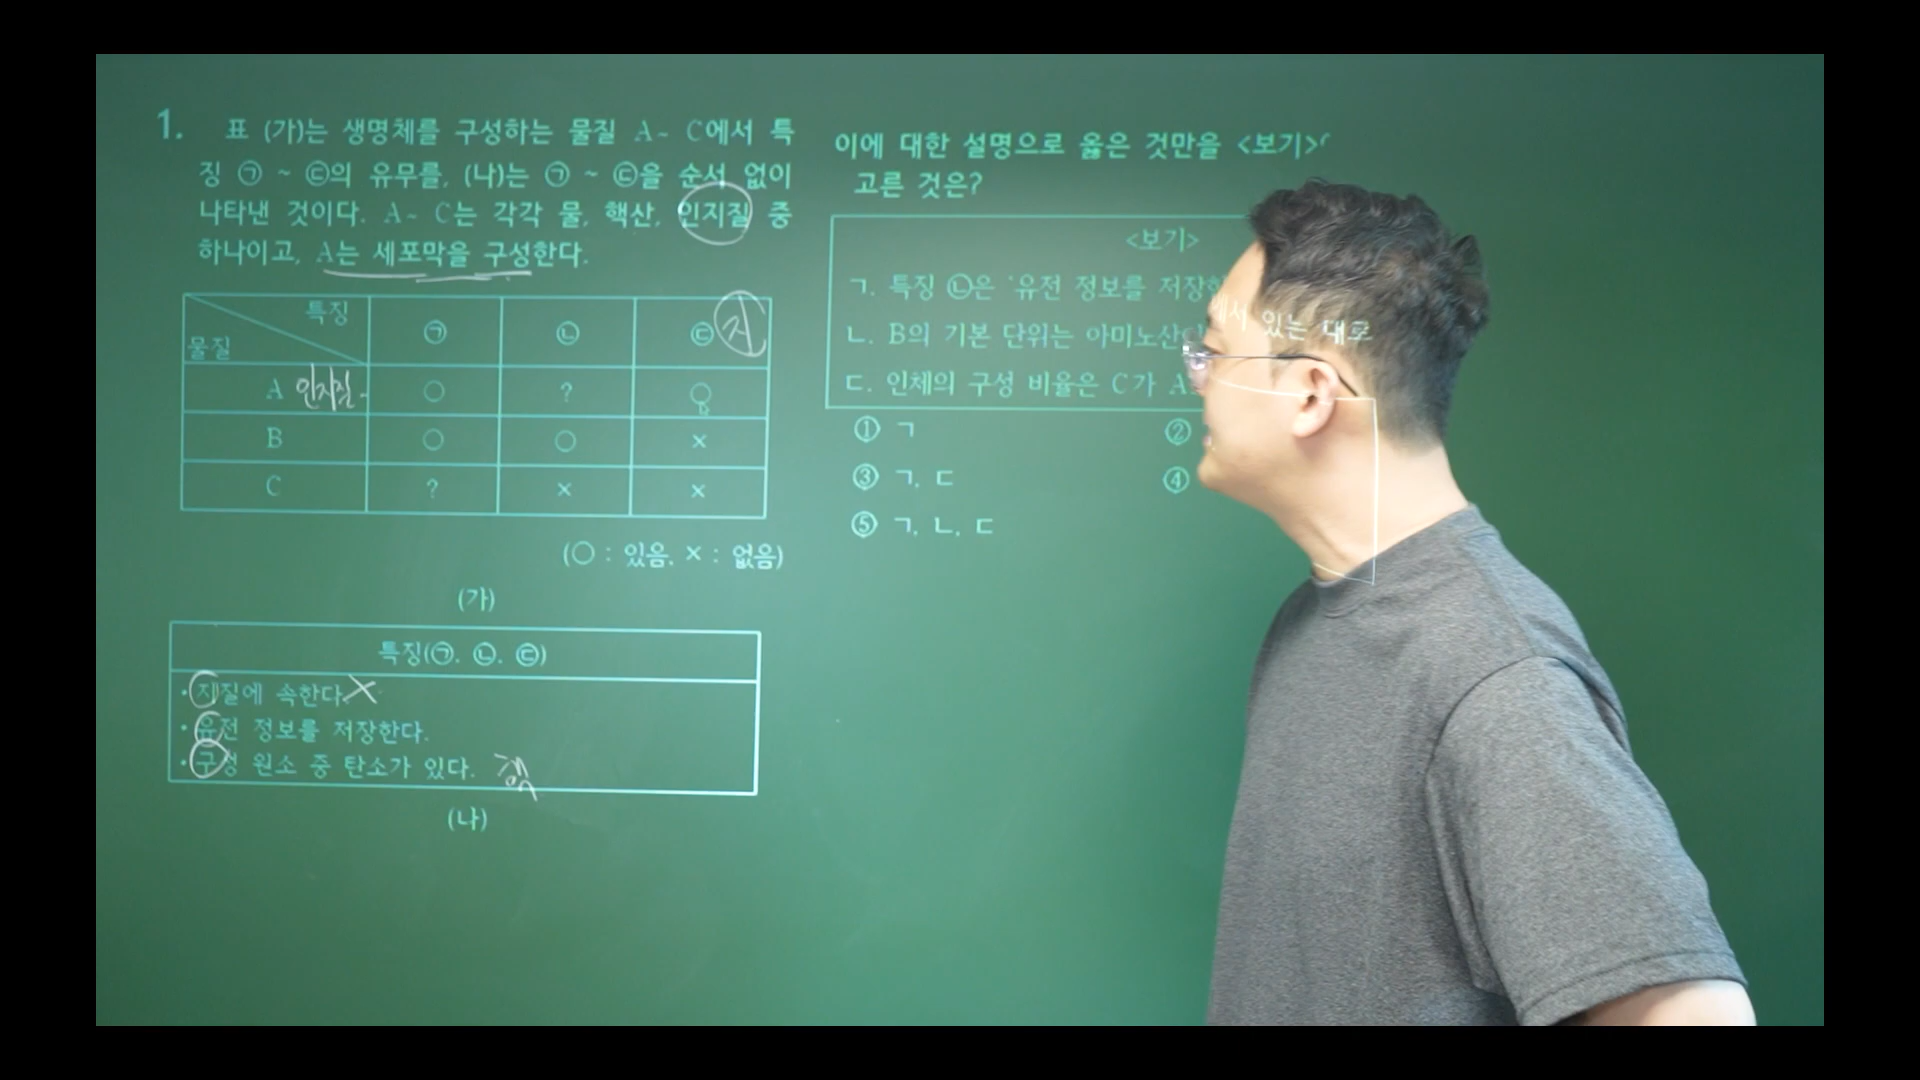 1. 표 (가)는 생명체를 구성하는 물질 A~ C에서 특
징 ㉠ ~ ㉢의 유무를, (나)는 ㉠ ~ ㉢을 순서 없이
나타낸 것이다. A~ C는 각각 물, 핵산, 인지질 중
하나이고, A는 세포막을 구성한다.
특징
물질
㉠ ㉡ ㉢ 지
A 인지질 ○ ? ○
B ○ ○ ×
C ? × ×
(○ : 있음, × : 없음)
(가)
특징(㉠, ㉡, ㉢)
· 지질에 속한다. X
· 유전 정보를 저장한다.
· 구성 원소 중 탄소가 있다.
(나)
이에 대한 설명으로 옳은 것만을 <보기>
에서 있는 대로
고른 것은?
<보기>
ㄱ. 특징 ㉡은 '유전 정보를 저장
ㄴ. B의 기본 단위는 아미노산
ㄷ. 인체의 구성 비율은 C가 A
① ㄱ ②
③ ㄱ, ㄷ ④
⑤ ㄱ, ㄴ, ㄷ